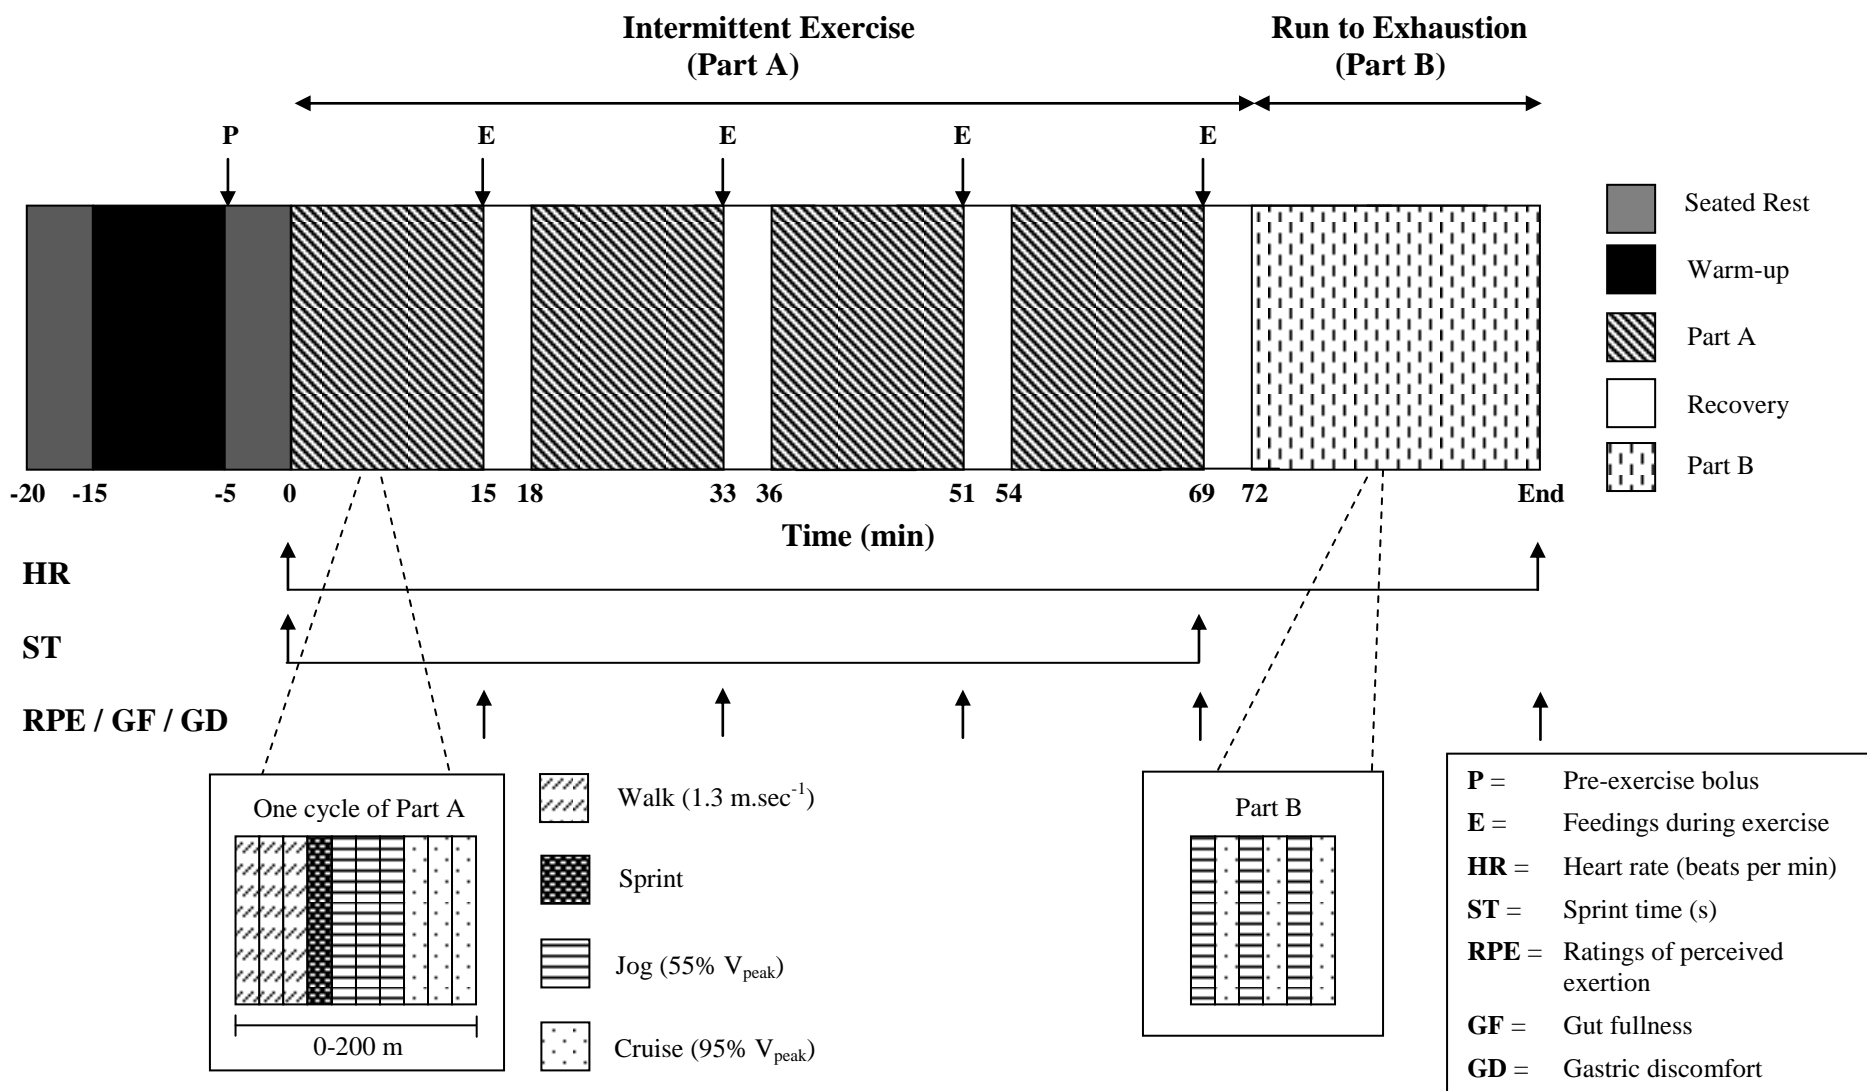 Intermittent Exercise
(Part A)
Run to Exhaustion
(Part B)
P
E
E
E
E
Seated Rest
Warm-up
Part A
Recovery
Part B
-20 -15 -5 0 15 18 33 36 51 54 69 72 End
Time (min)
HR
ST
RPE / GF / GD
One cycle of Part A
0-200 m
Walk (1.3 m.sec⁻¹)
Sprint
Jog (55% V_peak)
Cruise (95% V_peak)
Part B
P = Pre-exercise bolus
E = Feedings during exercise
HR = Heart rate (beats per min)
ST = Sprint time (s)
RPE = Ratings of perceived
exertion
GF = Gut fullness
GD = Gastric discomfort